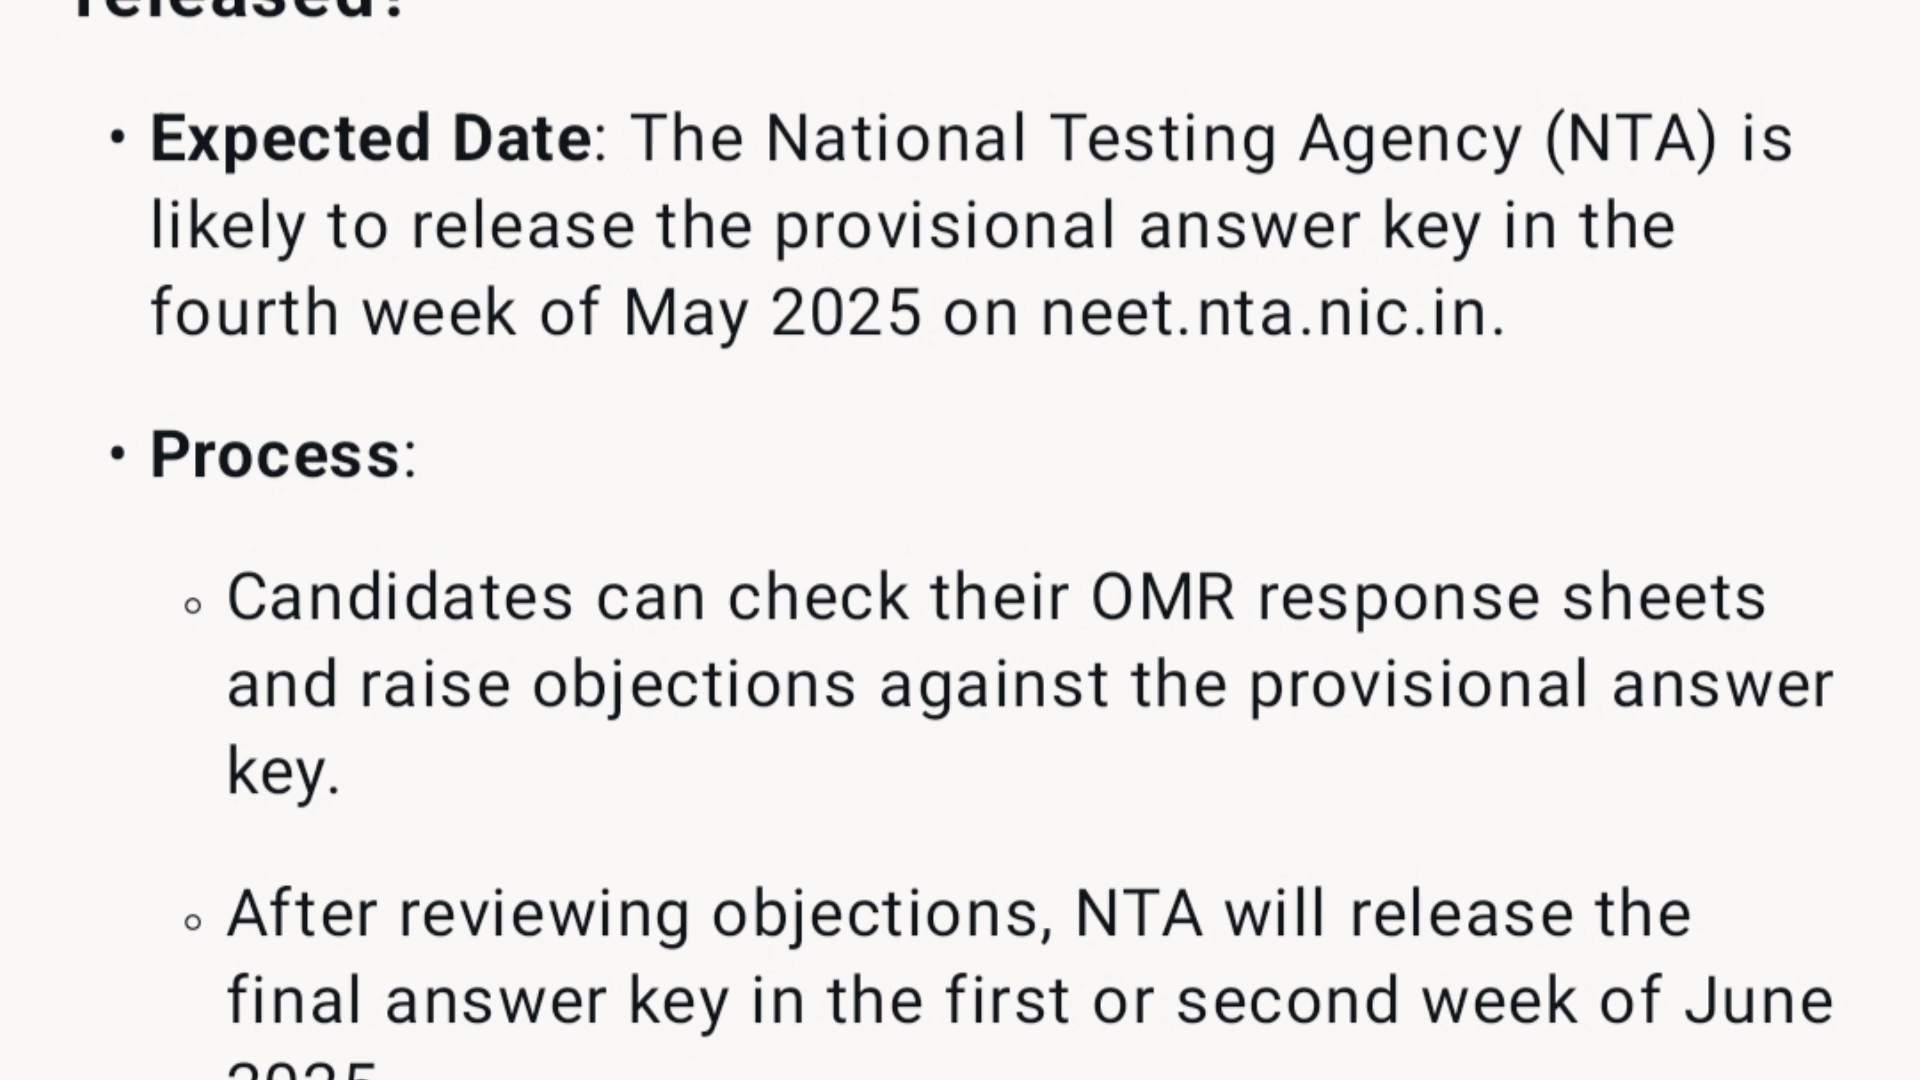 released?
• Expected Date: The National Testing Agency (NTA) is
likely to release the provisional answer key in the
fourth week of May 2025 on neet.nta.nic.in.
• Process:
◦ Candidates can check their OMR response sheets
and raise objections against the provisional answer
key.
◦ After reviewing objections, NTA will release the
final answer key in the first or second week of June
2025